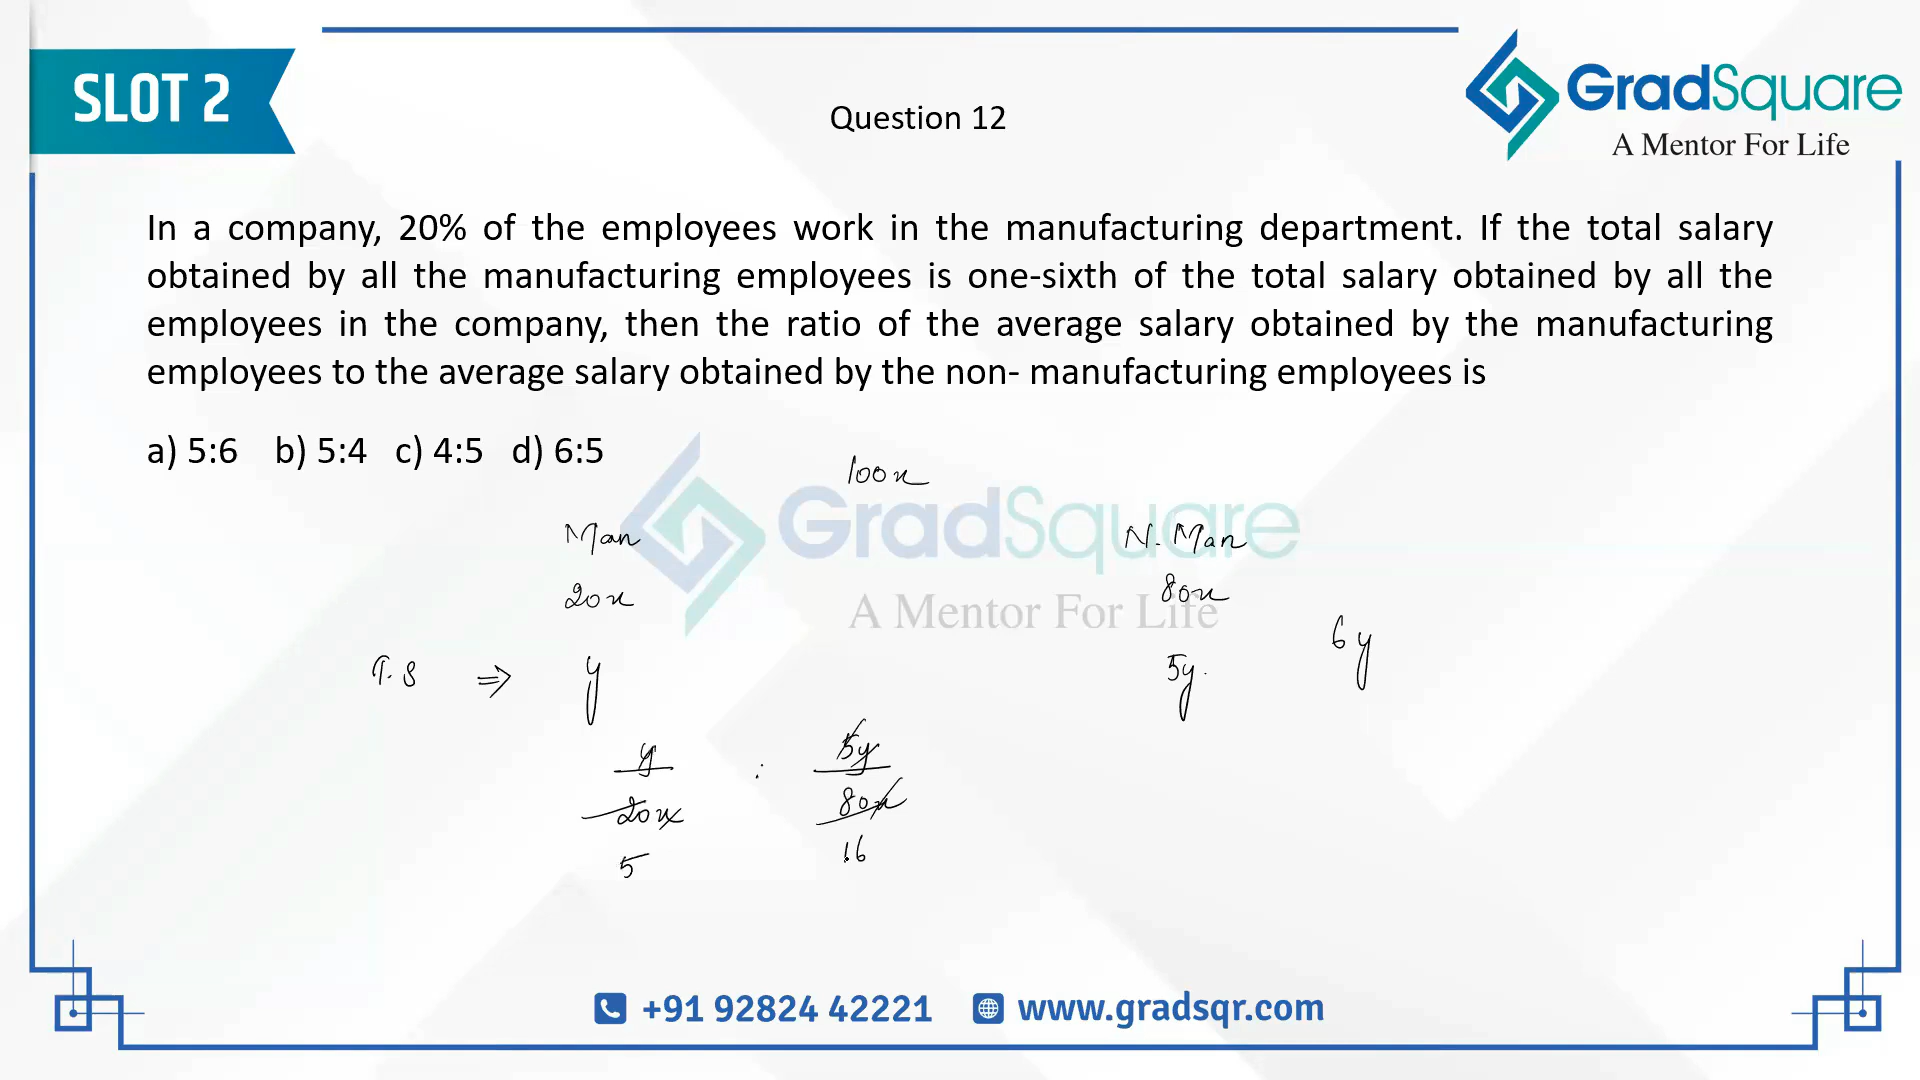 SLOT 2
Question 12
GradSquare
A Mentor For Life
In a company, 20% of the employees work in the manufacturing department. If the total salary
obtained by all the manufacturing employees is one-sixth of the total salary obtained by all the
employees in the company, then the ratio of the average salary obtained by the manufacturing
employees to the average salary obtained by the non- manufacturing employees is
a) 5:6 b) 5:4 c) 4:5 d) 6:5
100x
GradSquare
A Mentor For Life
Man N. Man
20x 80x
6y
T.S ⇒ y 5y.
y : 5y
20x 80x
5 16
+91 92824 42221 www.gradsqr.com